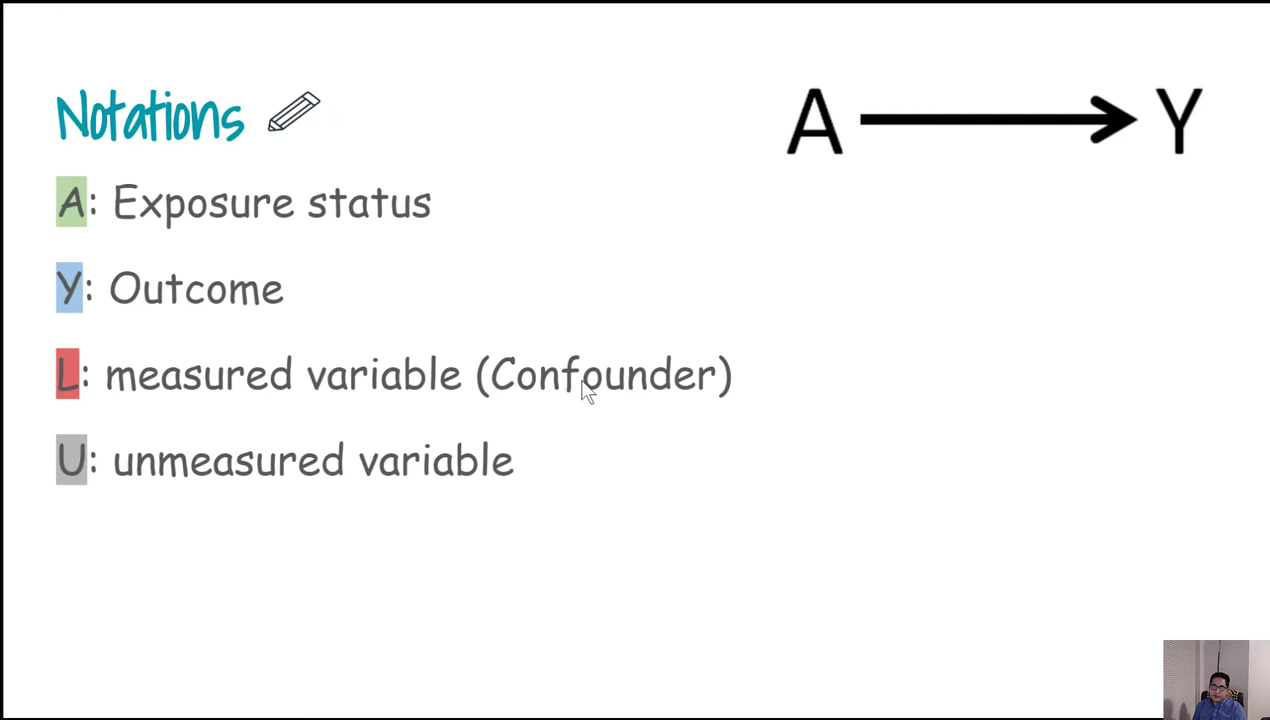 Notations
A Y
A: Exposure status
Y: Outcome
L: measured variable (Confounder)
U: unmeasured variable